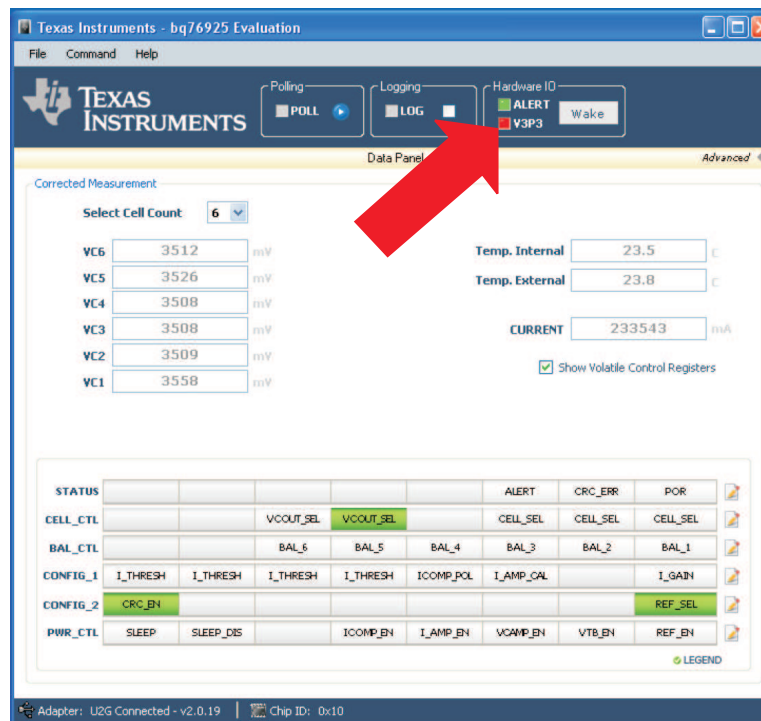 Texas Instruments - bq76925 Evaluation
File Command Help
TEXAS
INSTRUMENTS
Polling
POLL
Logging
LOG
Hardware IO
ALERT
V3P3
Wake
Data Panel
Advanced
Corrected Measurement
Select Cell Count 6
VC6 3512 mV
VC5 3526 mV
VC4 3508 mV
VC3 3508 mV
VC2 3509 mV
VC1 3558 mV
Temp. Internal 23.5 C
Temp. External 23.8 C
CURRENT 233543 mA
Show Volatile Control Registers
STATUS ALERT CRC_ERR POR
CELL_CTL VCOUT_SEL VCOUT_SEL CELL_SEL CELL_SEL CELL_SEL
BAL_CTL BAL_6 BAL_5 BAL_4 BAL_3 BAL_2 BAL_1
CONFIG_1 I_THRESH I_THRESH I_THRESH I_THRESH ICOMP_POL I_AMP_CAL I_GAIN
CONFIG_2 CRC_EN REF_SEL
PWR_CTL SLEEP SLEEP_DIS ICOMP_EN I_AMP_EN VCAMP_EN VTB_EN REF_EN
LEGEND
Adapter: U2G Connected - v2.0.19 Chip ID: 0x10